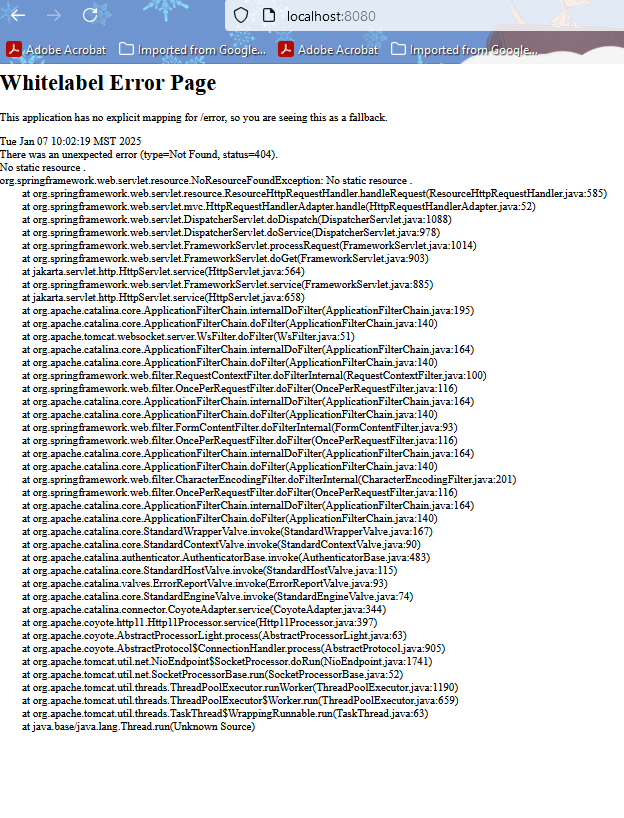 localhost:8080
Adobe Acrobat Imported from Google... Adobe Acrobat Imported from Google...
Whitelabel Error Page
This application has no explicit mapping for /error, so you are seeing this as a fallback.
Tue Jan 07 10:02:19 MST 2025
There was an unexpected error (type=Not Found, status=404).
No static resource .
org.springframework.web.servlet.resource.NoResourceFoundException: No static resource .
at org.springframework.web.servlet.resource.ResourceHttpRequestHandler.handleRequest(ResourceHttpRequestHandler.java:585)
at org.springframework.web.servlet.mvc.HttpRequestHandlerAdapter.handle(HttpRequestHandlerAdapter.java:52)
at org.springframework.web.servlet.DispatcherServlet.doDispatch(DispatcherServlet.java:1088)
at org.springframework.web.servlet.DispatcherServlet.doService(DispatcherServlet.java:978)
at org.springframework.web.servlet.FrameworkServlet.processRequest(FrameworkServlet.java:1014)
at org.springframework.web.servlet.FrameworkServlet.doGet(FrameworkServlet.java:903)
at jakarta.servlet.http.HttpServlet.service(HttpServlet.java:564)
at org.springframework.web.servlet.FrameworkServlet.service(FrameworkServlet.java:885)
at jakarta.servlet.http.HttpServlet.service(HttpServlet.java:658)
at org.apache.catalina.core.ApplicationFilterChain.internalDoFilter(ApplicationFilterChain.java:195)
at org.apache.catalina.core.ApplicationFilterChain.doFilter(ApplicationFilterChain.java:140)
at org.apache.tomcat.websocket.server.WsFilter.doFilter(WsFilter.java:51)
at org.apache.catalina.core.ApplicationFilterChain.internalDoFilter(ApplicationFilterChain.java:164)
at org.apache.catalina.core.ApplicationFilterChain.doFilter(ApplicationFilterChain.java:140)
at org.springframework.web.filter.RequestContextFilter.doFilterInternal(RequestContextFilter.java:100)
at org.springframework.web.filter.OncePerRequestFilter.doFilter(OncePerRequestFilter.java:116)
at org.apache.catalina.core.ApplicationFilterChain.internalDoFilter(ApplicationFilterChain.java:164)
at org.apache.catalina.core.ApplicationFilterChain.doFilter(ApplicationFilterChain.java:140)
at org.springframework.web.filter.FormContentFilter.doFilterInternal(FormContentFilter.java:93)
at org.springframework.web.filter.OncePerRequestFilter.doFilter(OncePerRequestFilter.java:116)
at org.apache.catalina.core.ApplicationFilterChain.internalDoFilter(ApplicationFilterChain.java:164)
at org.apache.catalina.core.ApplicationFilterChain.doFilter(ApplicationFilterChain.java:140)
at org.springframework.web.filter.CharacterEncodingFilter.doFilterInternal(CharacterEncodingFilter.java:201)
at org.springframework.web.filter.OncePerRequestFilter.doFilter(OncePerRequestFilter.java:116)
at org.apache.catalina.core.ApplicationFilterChain.internalDoFilter(ApplicationFilterChain.java:164)
at org.apache.catalina.core.ApplicationFilterChain.doFilter(ApplicationFilterChain.java:140)
at org.apache.catalina.core.StandardWrapperValve.invoke(StandardWrapperValve.java:167)
at org.apache.catalina.core.StandardContextValve.invoke(StandardContextValve.java:90)
at org.apache.catalina.authenticator.AuthenticatorBase.invoke(AuthenticatorBase.java:483)
at org.apache.catalina.core.StandardHostValve.invoke(StandardHostValve.java:115)
at org.apache.catalina.valves.ErrorReportValve.invoke(ErrorReportValve.java:93)
at org.apache.catalina.core.StandardEngineValve.invoke(StandardEngineValve.java:74)
at org.apache.catalina.connector.CoyoteAdapter.service(CoyoteAdapter.java:344)
at org.apache.coyote.http11.Http11Processor.service(Http11Processor.java:397)
at org.apache.coyote.AbstractProcessorLight.process(AbstractProcessorLight.java:63)
at org.apache.coyote.AbstractProtocol$ConnectionHandler.process(AbstractProtocol.java:905)
at org.apache.tomcat.util.net.NioEndpoint$SocketProcessor.doRun(NioEndpoint.java:1741)
at org.apache.tomcat.util.net.SocketProcessorBase.run(SocketProcessorBase.java:52)
at org.apache.tomcat.util.threads.ThreadPoolExecutor.runWorker(ThreadPoolExecutor.java:1190)
at org.apache.tomcat.util.threads.ThreadPoolExecutor$Worker.run(ThreadPoolExecutor.java:659)
at org.apache.tomcat.util.threads.TaskThread$WrappingRunnable.run(TaskThread.java:63)
at java.base/java.lang.Thread.run(Unknown Source)